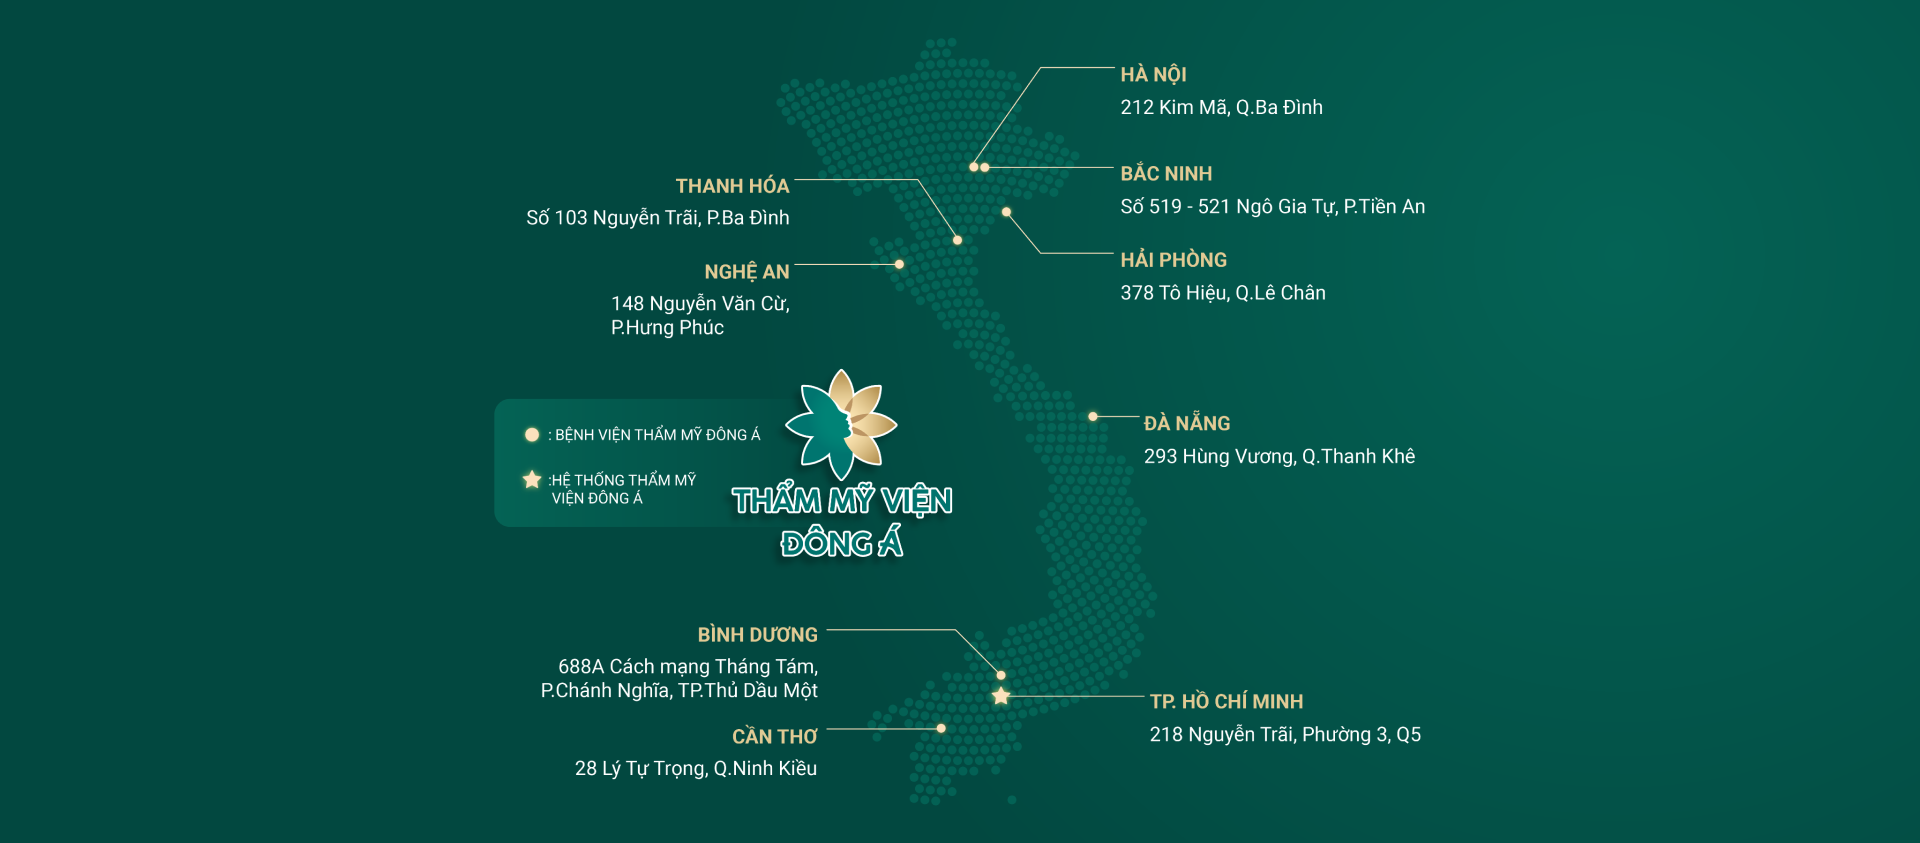 HÀ NỘI
212 Kim Mã, Q.Ba Đình
BẮC NINH
Số 519 - 521 Ngô Gia Tự, P.Tiền An
THANH HÓA
Số 103 Nguyễn Trãi, P.Ba Đình
HẢI PHÒNG
378 Tô Hiệu, Q.Lê Chân
NGHỆ AN
148 Nguyễn Văn Cừ,
P.Hưng Phúc
ĐÀ NẴNG
293 Hùng Vương, Q.Thanh Khê
: BỆNH VIỆN THẨM MỸ ĐÔNG Á
:HỆ THỐNG THẨM MỸ
VIỆN ĐÔNG Á
THẨM MỸ VIỆN
ĐÔNG Á
BÌNH DƯƠNG
688A Cách mạng Tháng Tám,
P.Chánh Nghĩa, TP.Thủ Dầu Một
TP. HỒ CHÍ MINH
218 Nguyễn Trãi, Phường 3, Q5
CẦN THƠ
28 Lý Tự Trọng, Q.Ninh Kiều